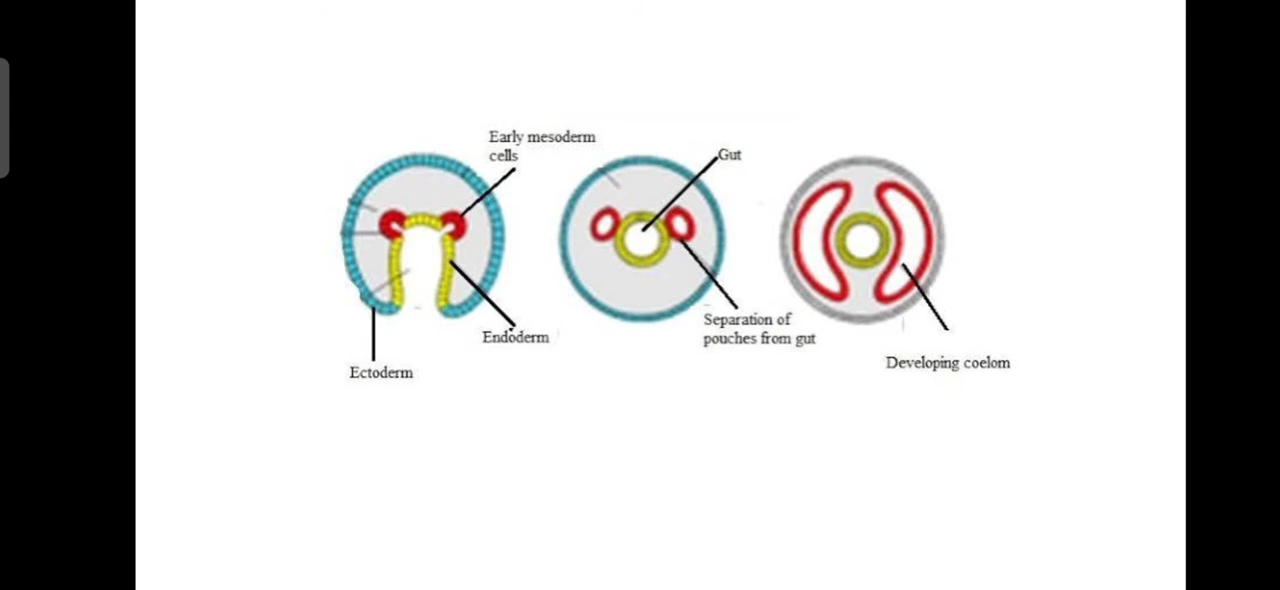 Early mesoderm
cells
Gut
Separation of
pouches from gut
Endoderm
Developing coelom
Ectoderm